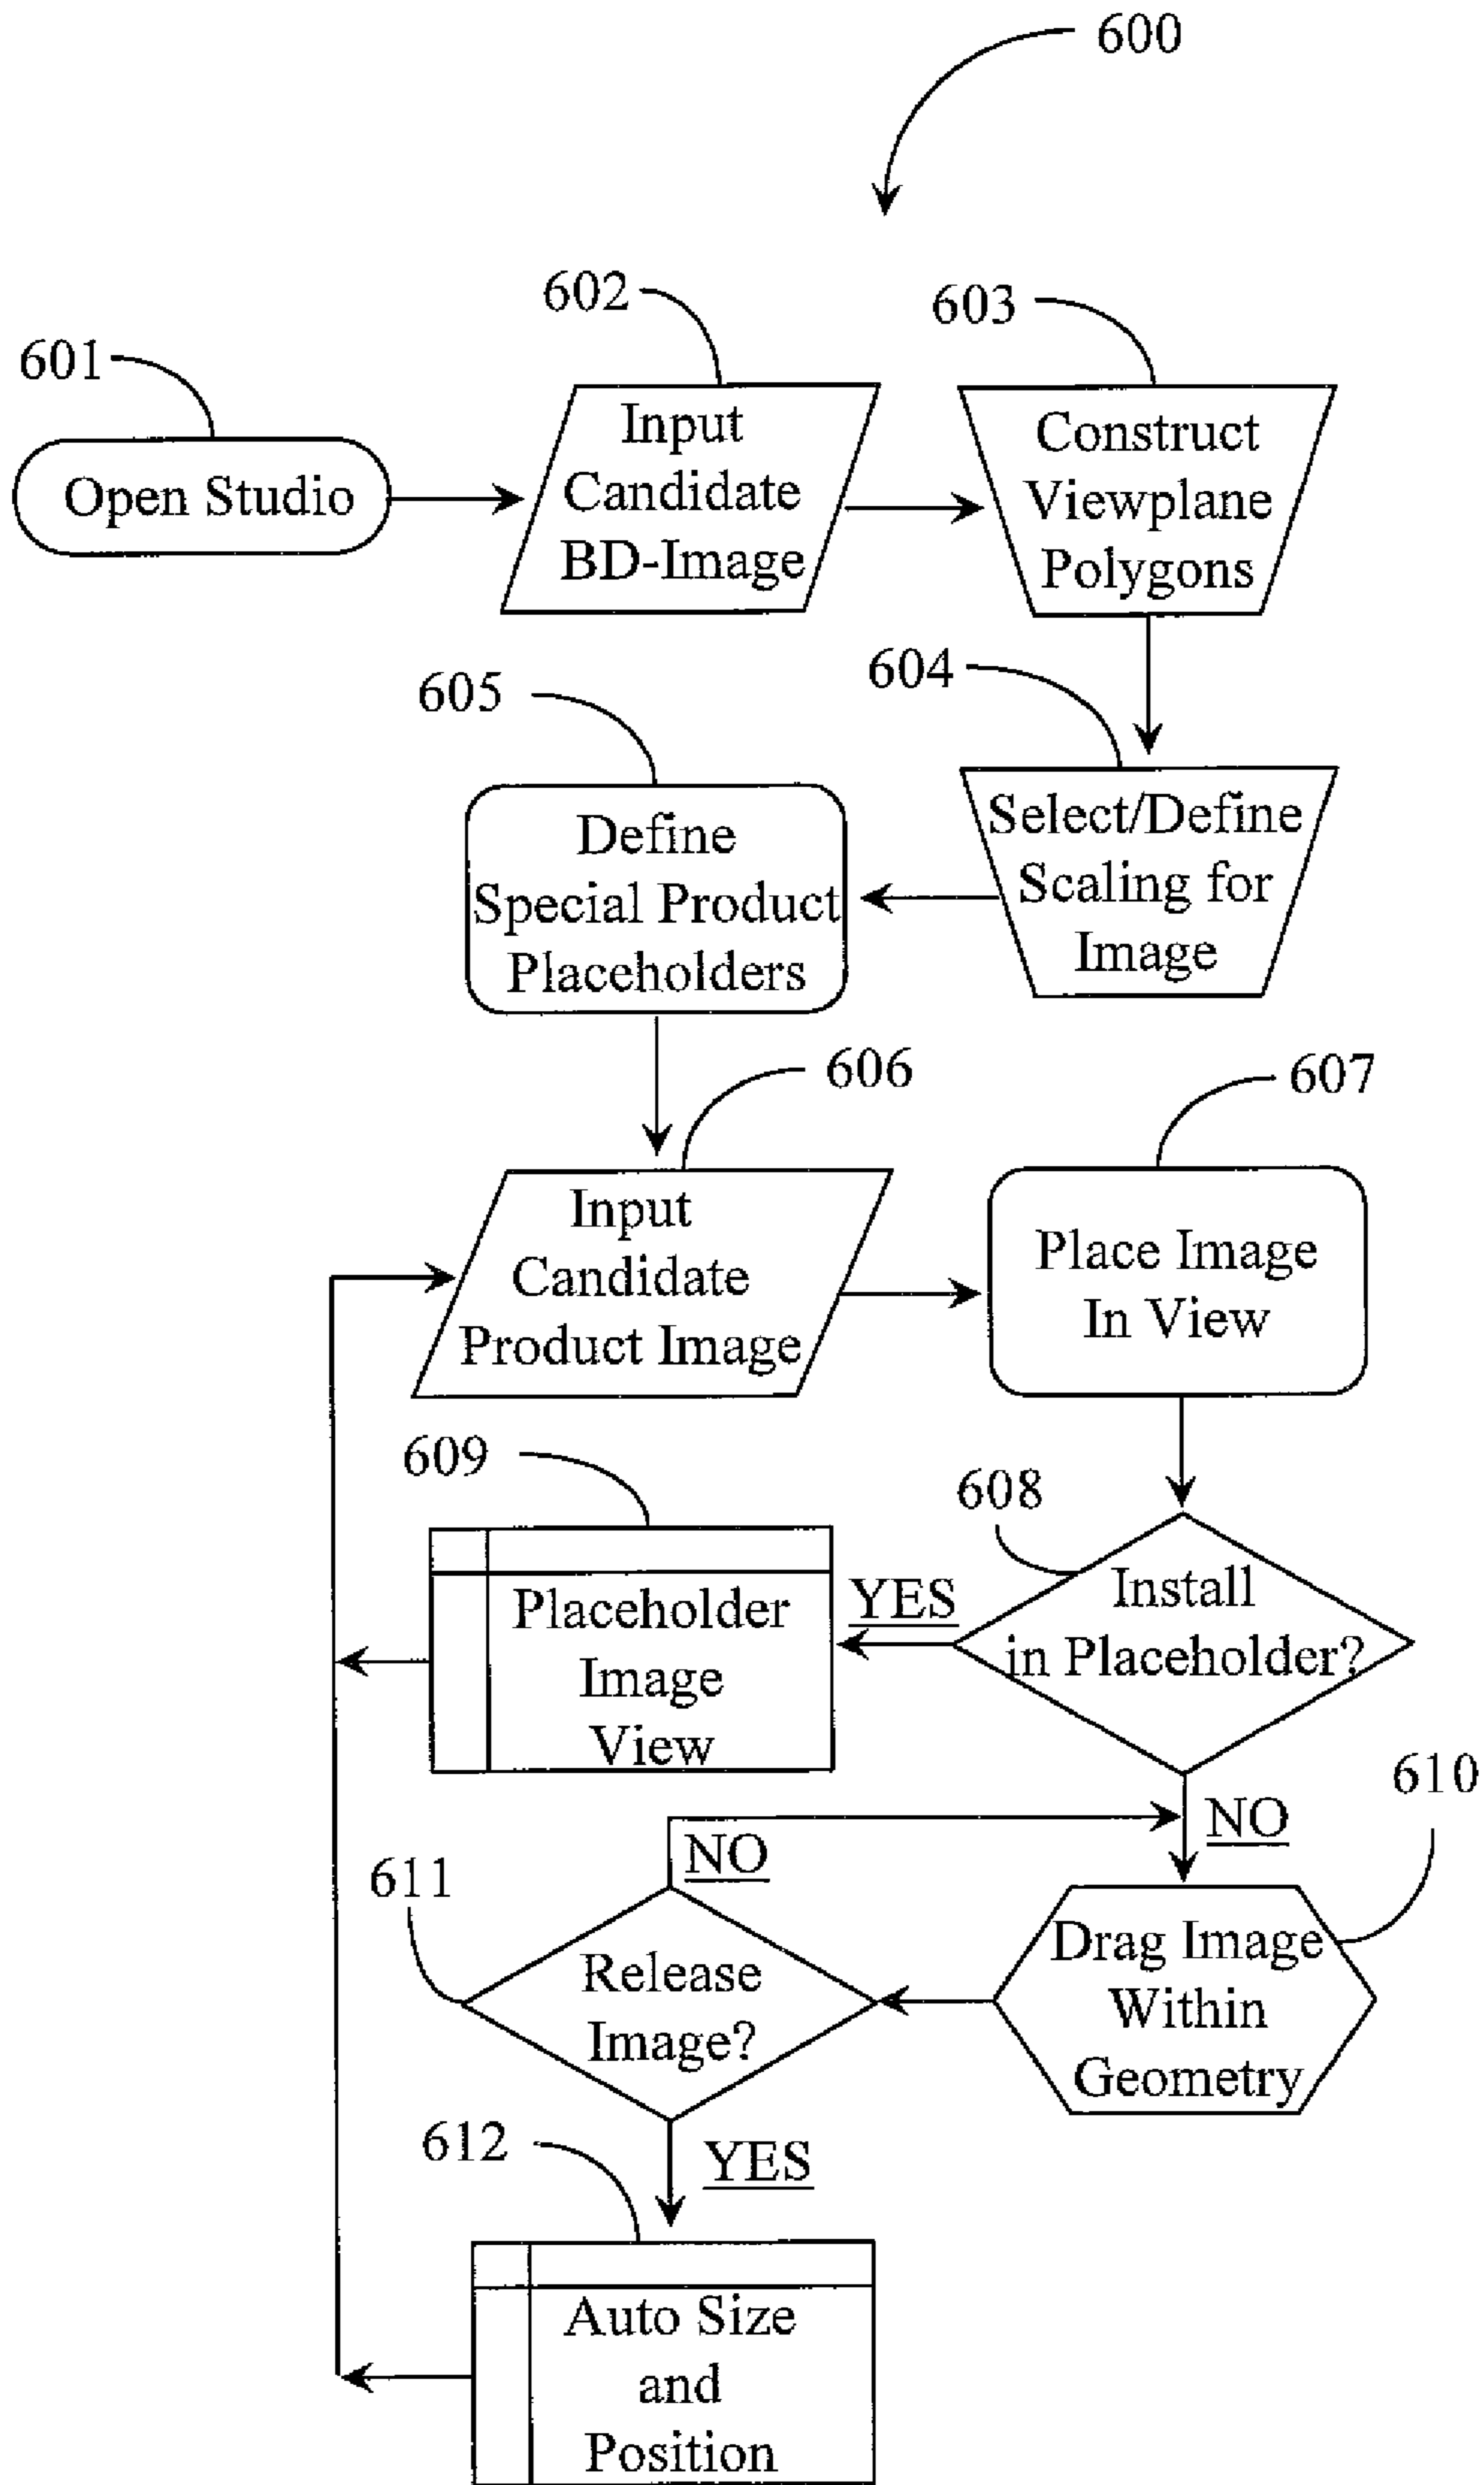 600
602
603
601
Input
Candidate
BD-Image
Construct
Viewplane
Polygons
Open Studio
604
605
Select/Define
Scaling for
Image
Define
Special Product
Placeholders
606
607
Input
Candidate
Product Image
Place Image
In View
609
608
Placeholder
Image
View
YES
Install
in Placeholder?
610
NO
NO
611
Release
Image?
Drag Image
Within
Geometry
612
YES
Auto Size
and
Position